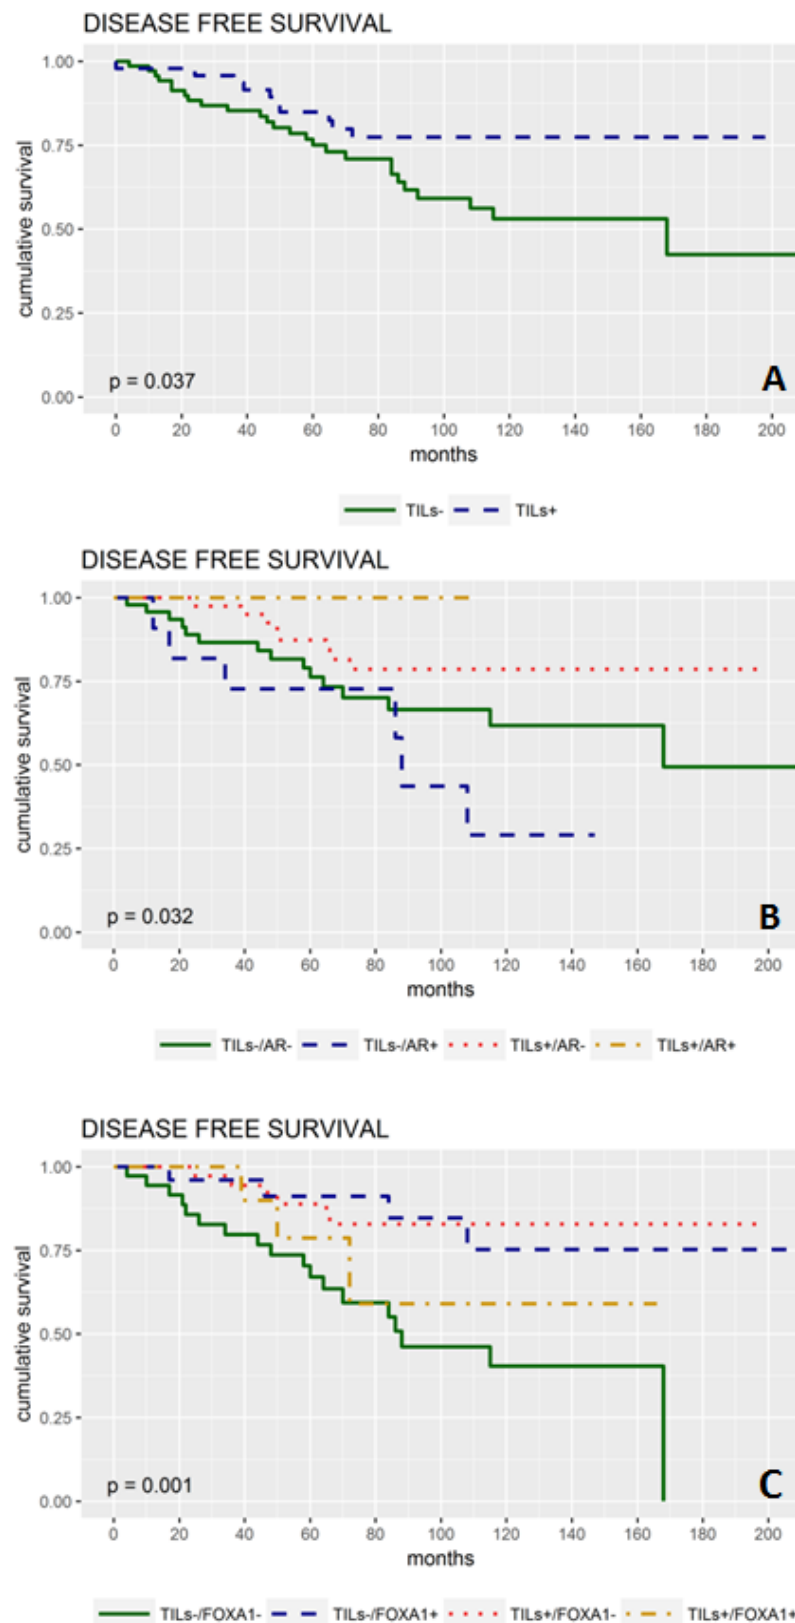 DISEASE FREE SURVIVAL
1.00
0.75
0.50
0.25
0.00
cumulative survival
p = 0.037
A
0 20 40 60 80 100 120 140 160 180 200
months
TILs- TILs+
DISEASE FREE SURVIVAL
1.00
0.75
0.50
0.25
0.00
cumulative survival
p = 0.032
B
0 20 40 60 80 100 120 140 160 180 200
months
TILs-/AR- TILs-/AR+ TILs+/AR- TILs+/AR+
DISEASE FREE SURVIVAL
1.00
0.75
0.50
0.25
0.00
cumulative survival
p = 0.001
C
0 20 40 60 80 100 120 140 160 180 200
months
TILs-/FOXA1- TILs-/FOXA1+ TILs+/FOXA1- TILs+/FOXA1+